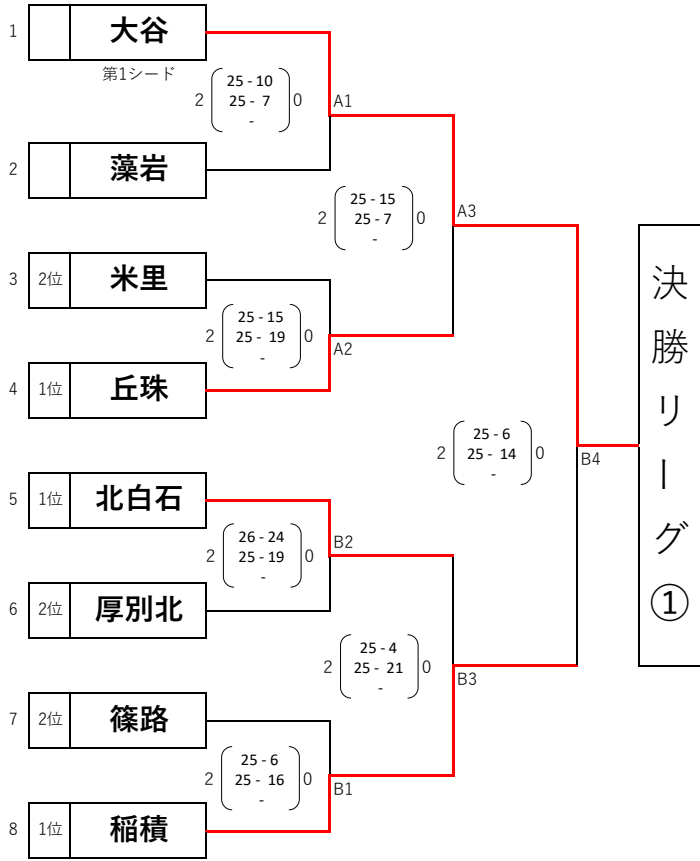 1 大谷
第1シード
2 25 - 10 0
25 - 7
-
A1
2 藻岩
2 25 - 15 0
25 - 7
-
A3
3 2位 米里
2 25 - 15 0
25 - 19
-
A2
4 1位 丘珠
2 25 - 6 0
25 - 14
-
B4
5 1位 北白石
2 26 - 24 0
25 - 19
-
B2
6 2位 厚別北
2 25 - 4 0
25 - 21
-
B3
7 2位 篠路
2 25 - 6 0
25 - 16
-
B1
8 1位 稲積
決勝リーグ①